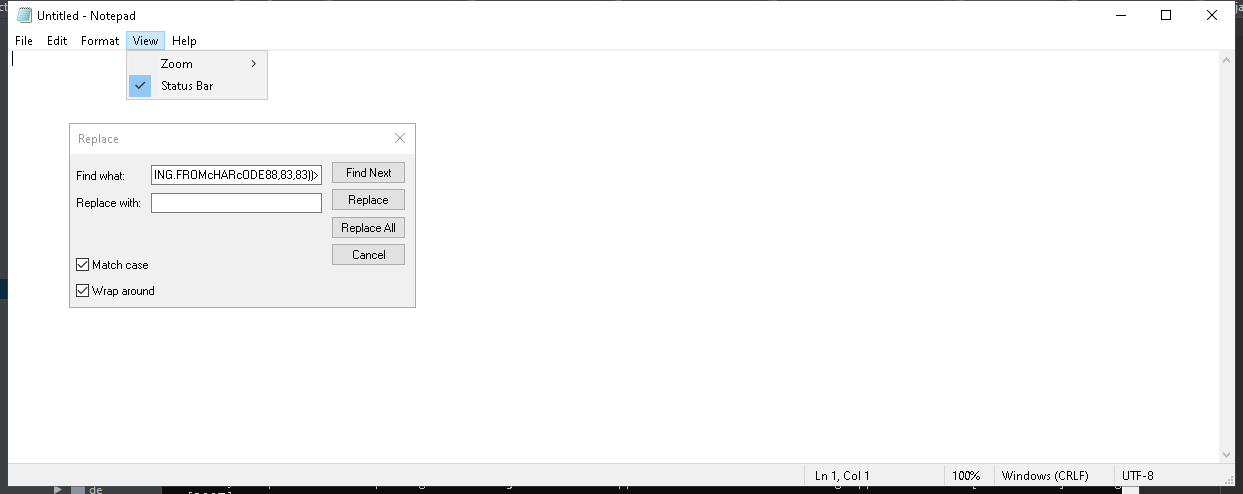 Untitled - Notepad
File Edit Format View Help
Zoom
Status Bar
Replace
Find what: ING.FROMcHARcODE88,83,83))> Find Next
Replace with: Replace
Replace All
Cancel
Match case
Wrap around
Ln 1, Col 1 100% Windows (CRLF) UTF-8
de